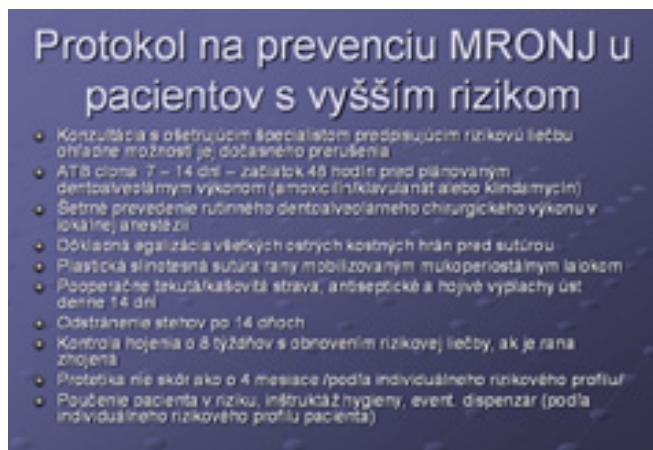 Protokol na prevenciu MRONJ u
pacientov s vyšším rizikom
Konzultácia s ošetrujúcim špecialistom predpisujúcim rizikovú liečbu
ohľadne možností jej dočasného prerušenia
ATB clona 7 – 14 dní – začiatok 48 hodín pred plánovaným
dentoalveolárnym výkonom (amoxicilín/klavulanát alebo klindamycín)
Šetrné prevedenie rutinného dentoalveolárneho chirurgického výkonu v
lokálnej anestézii
Dôkladná egalizácia všetkých ostrých kostných hrán pred sutúrou
Plastická slinotesná sutúra rany mobilizovaným mukoperiostálnym lalokom
Pooperačne tekutá/kašovitá strava, antiseptické a hojivé výplachy úst
denne 14 dní
Odstránenie stehov po 14 dňoch
Kontrola hojenia o 8 týždňov s obnovením rizikovej liečby, ak je rana
zhojená
Protetika nie skôr ako o 4 mesiace /podľa individuálneho rizikového profilu/
Poučenie pacienta v riziku, inštruktáž hygieny, event. dispenzár (podľa
individuálneho rizikového profilu pacienta)